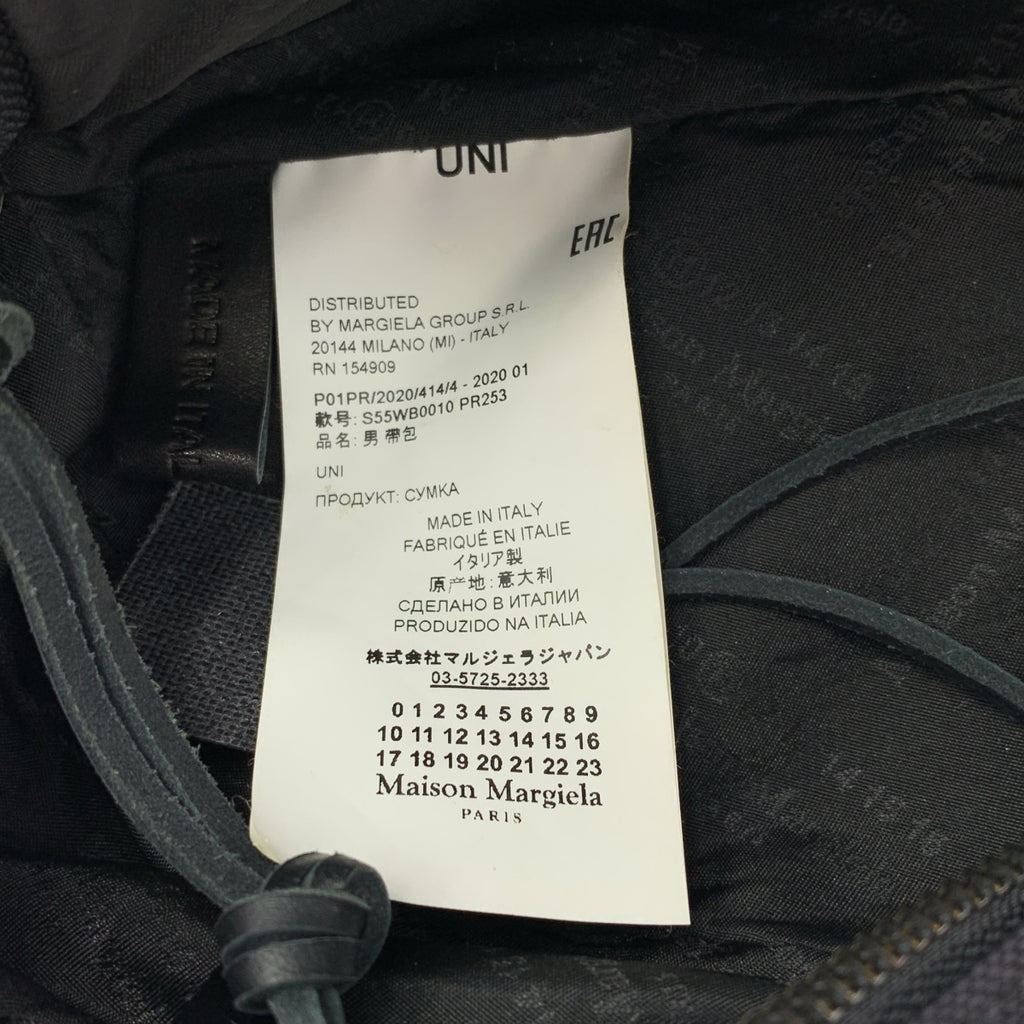 UNI
EAC
DISTRIBUTED
BY MARGIELA GROUP S.R.L.
20144 MILANO (MI) - ITALY
RN 154909
P01PR/2020/414/4 - 2020 01
款号: S55WB0010 PR253
品名: 男 带包
UNI
ПРОДУКТ: СУМКА
MADE IN ITALY
FABRIQUÉ EN ITALIE
イタリア製
原产地: 意大利
СДЕЛАНО В ИТАЛИИ
PRODUZIDO NA ITALIA
株式会社マルジェラジャパン
03-5725-2333
0 1 2 3 4 5 6 7 8 9
10 11 12 13 14 15 16
17 18 19 20 21 22 23
Maison Margiela
PARIS
MADE IN ITALY